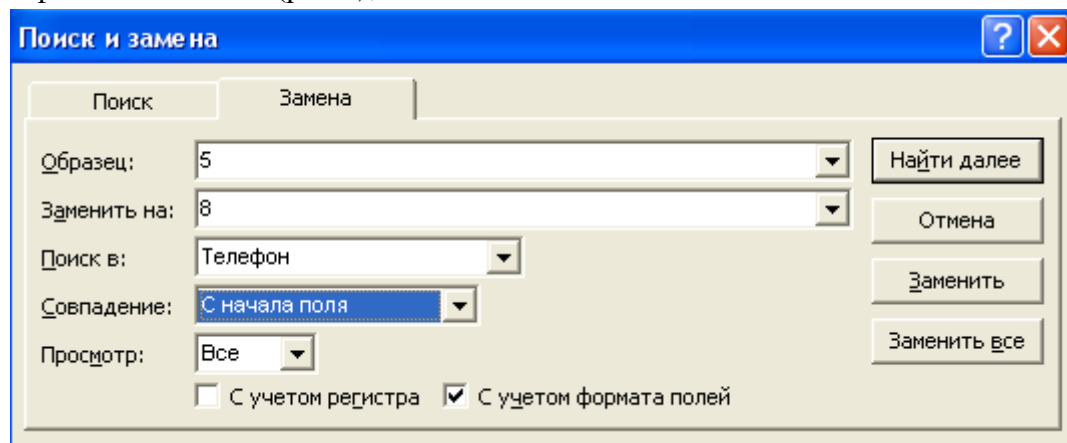 Поиск и замена
Поиск Замена
Образец: 5 Найти далее
Заменить на: 8 Отмена
Поиск в: Телефон
Заменить
Совпадение: С начала поля
Просмотр: Все Заменить все
С учетом регистра С учетом формата полей